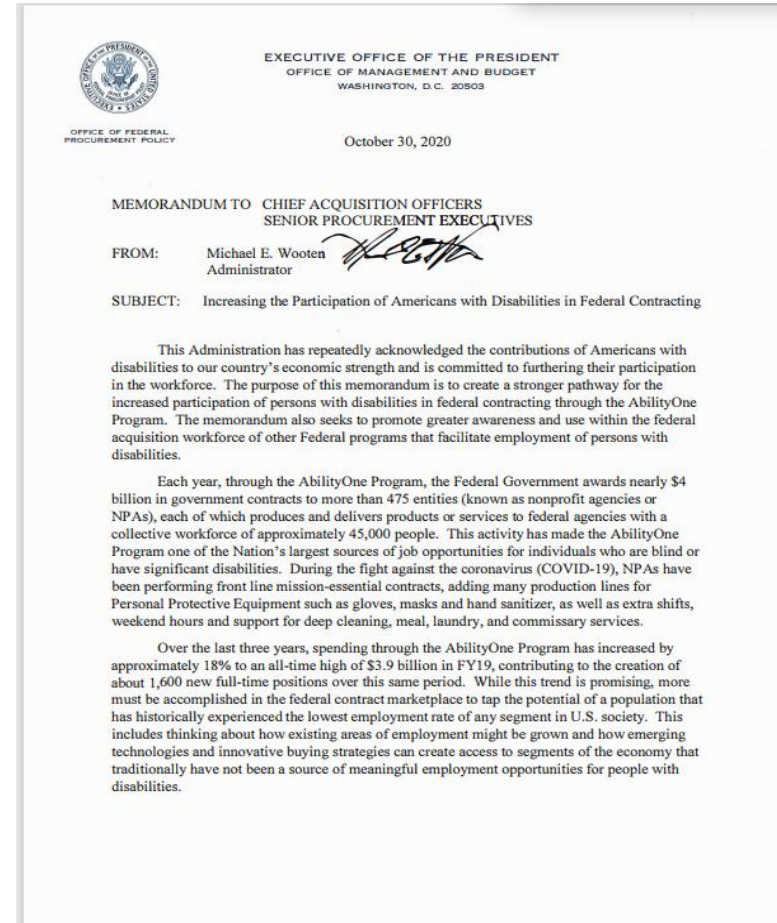 EXECUTIVE OFFICE OF THE PRESIDENT
OFFICE OF MANAGEMENT AND BUDGET
WASHINGTON, D.C. 20503
OFFICE OF FEDERAL
PROCUREMENT POLICY
October 30, 2020
MEMORANDUM TO CHIEF ACQUISITION OFFICERS
SENIOR PROCUREMENT EXECUTIVES
FROM: Michael E. Wooten
Administrator
SUBJECT: Increasing the Participation of Americans with Disabilities in Federal Contracting
This Administration has repeatedly acknowledged the contributions of Americans with
disabilities to our country's economic strength and is committed to furthering their participation
in the workforce. The purpose of this memorandum is to create a stronger pathway for the
increased participation of persons with disabilities in federal contracting through the AbilityOne
Program. The memorandum also seeks to promote greater awareness and use within the federal
acquisition workforce of other Federal programs that facilitate employment of persons with
disabilities.
Each year, through the AbilityOne Program, the Federal Government awards nearly $4
billion in government contracts to more than 475 entities (known as nonprofit agencies or
NPAs), each of which produces and delivers products or services to federal agencies with a
collective workforce of approximately 45,000 people. This activity has made the AbilityOne
Program one of the Nation's largest sources of job opportunities for individuals who are blind or
have significant disabilities. During the fight against the coronavirus (COVID-19), NPAs have
been performing front line mission-essential contracts, adding many production lines for
Personal Protective Equipment such as gloves, masks and hand sanitizer, as well as extra shifts,
weekend hours and support for deep cleaning, meal, laundry, and commissary services.
Over the last three years, spending through the AbilityOne Program has increased by
approximately 18% to an all-time high of $3.9 billion in FY19, contributing to the creation of
about 1,600 new full-time positions over this same period. While this trend is promising, more
must be accomplished in the federal contract marketplace to tap the potential of a population that
has historically experienced the lowest employment rate of any segment in U.S. society. This
includes thinking about how existing areas of employment might be grown and how emerging
technologies and innovative buying strategies can create access to segments of the economy that
traditionally have not been a source of meaningful employment opportunities for people with
disabilities.